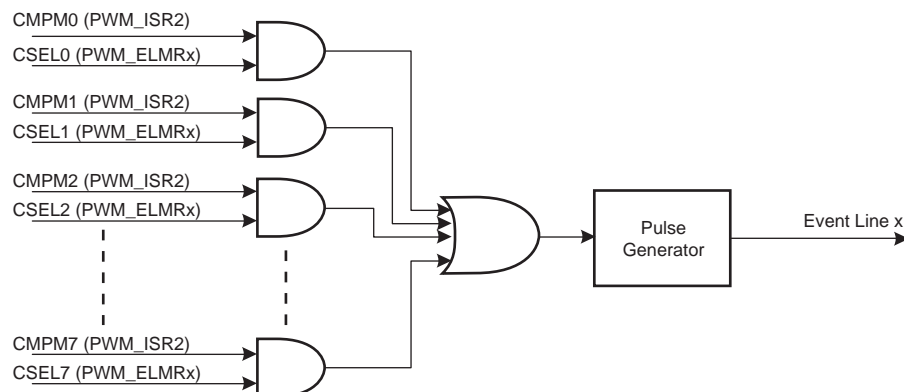 CMPM0 (PWM_ISR2)
CSEL0 (PWM_ELMRx)
CMPM1 (PWM_ISR2)
CSEL1 (PWM_ELMRx)
CMPM2 (PWM_ISR2)
CSEL2 (PWM_ELMRx)
CMPM7 (PWM_ISR2)
CSEL7 (PWM_ELMRx)
Pulse
Generator
Event Line x